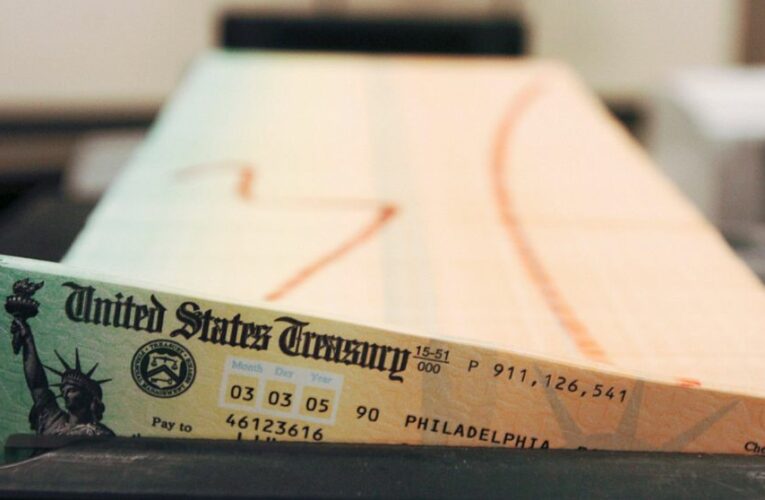 United States Treasury 15-51 000 P 911,126,541
Month Day Year
03 03 05 90 PHILADELPHIA,
Pay to 46123616